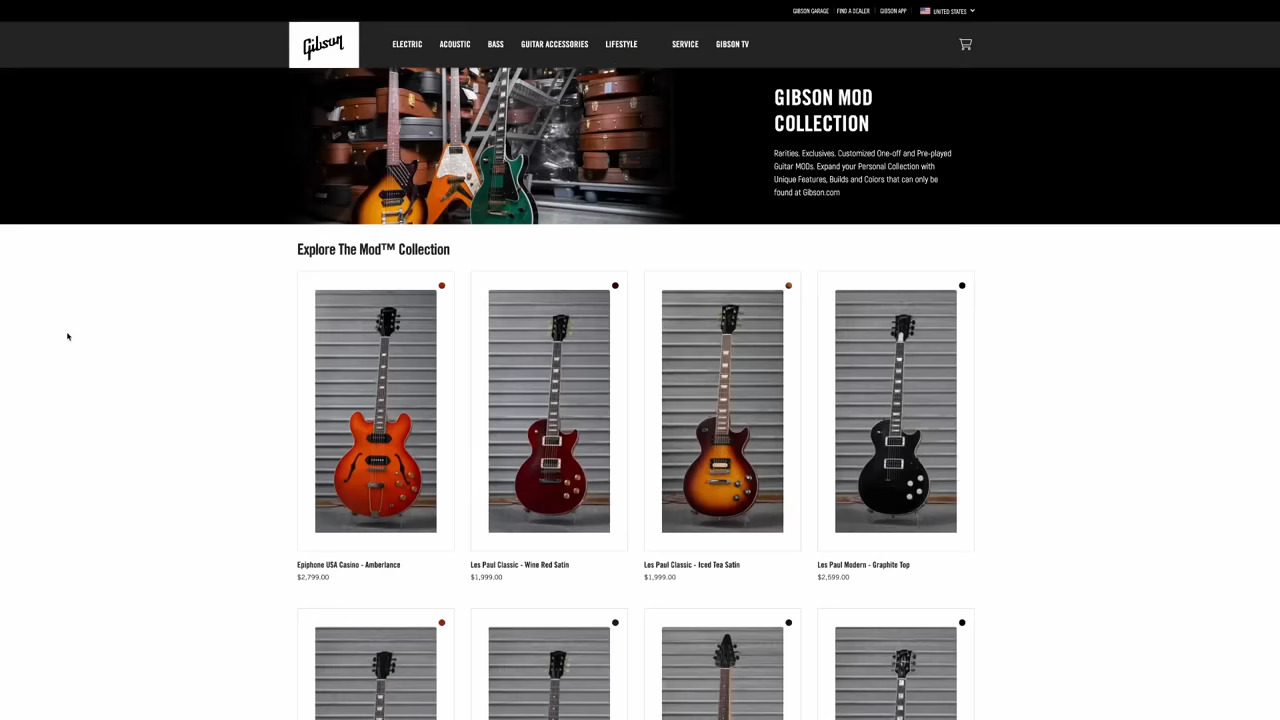 GIBSON GARAGE FIND A DEALER GIBSON APP UNITED STATES
Gibson ELECTRIC ACOUSTIC BASS GUITAR ACCESSORIES LIFESTYLE SERVICE GIBSON TV
GIBSON MOD
COLLECTION
Rarities, Exclusives, Customized One-off and Pre-played
Guitar MODs. Expand your Personal Collection with
Unique Features, Builds and Colors that can only be
found at Gibson.com
Explore The Mod™ Collection
Epiphone USA Casino - Amberlance
$2,799.00
Les Paul Classic - Wine Red Satin
$1,999.00
Les Paul Classic - Iced Tea Satin
$1,999.00
Les Paul Modern - Graphite Top
$2,599.00